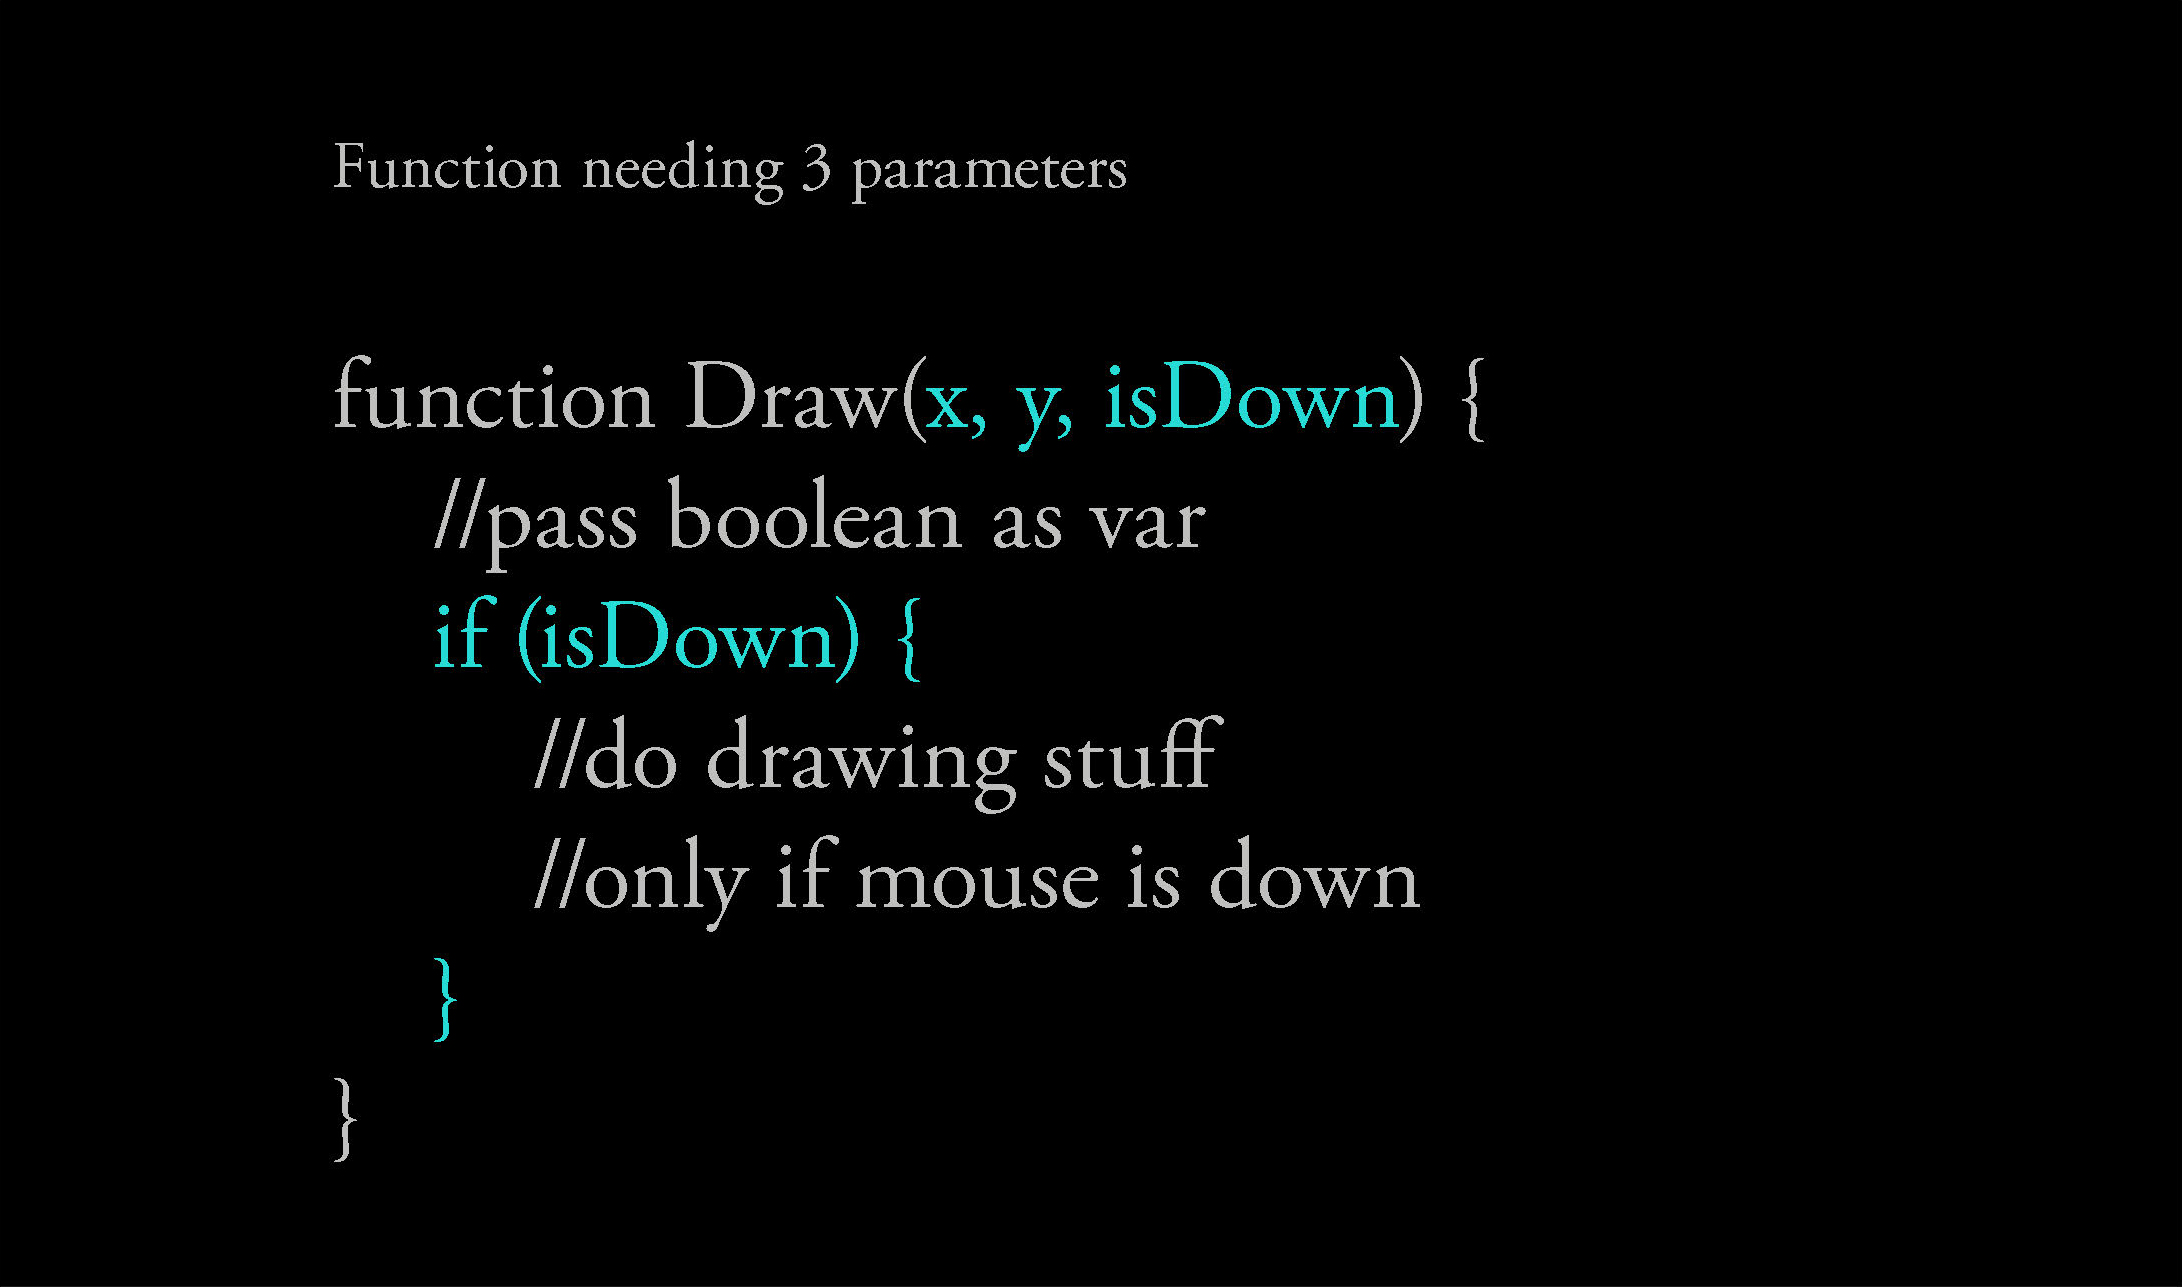 Function needing 3 parameters
function Draw(x, y, isDown) {
//pass boolean as var
if (isDown) {
//do drawing stuff
//only if mouse is down
}
}